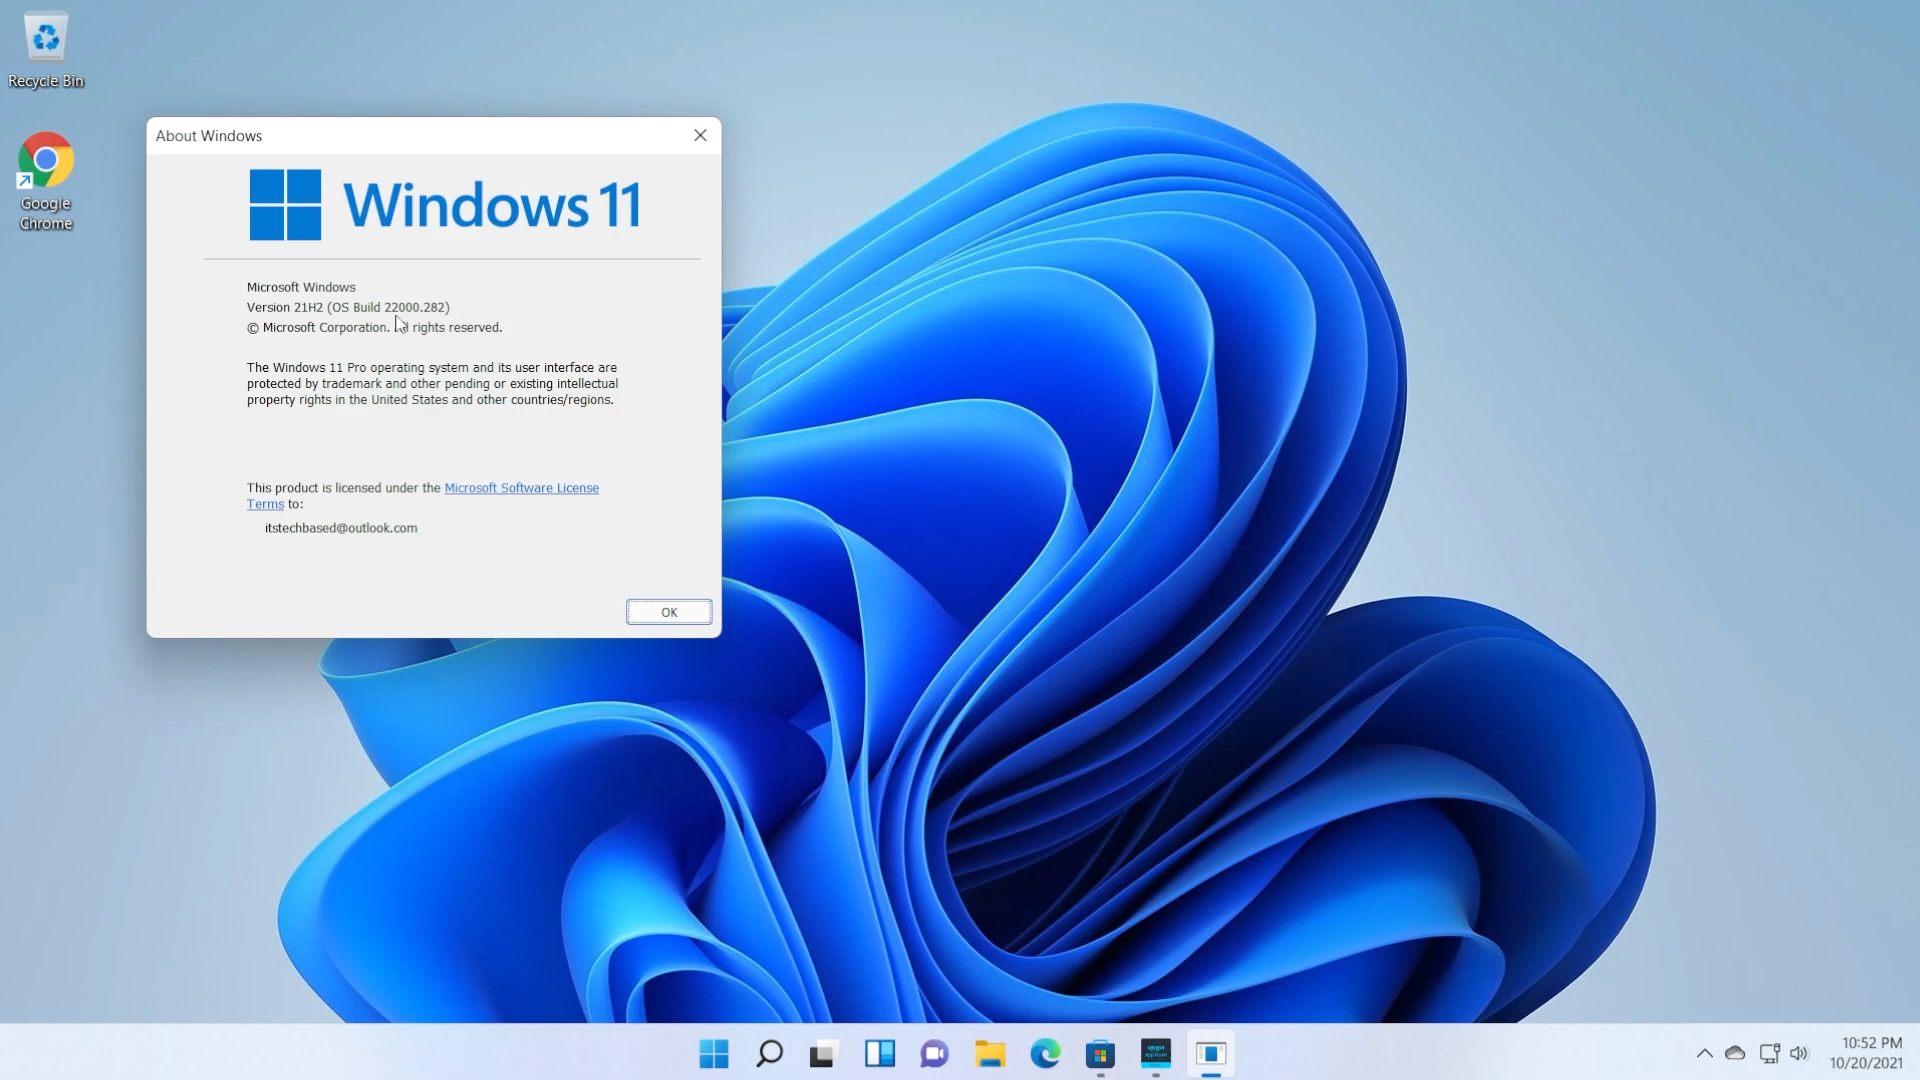 Recycle Bin
Google
Chrome
About Windows
Windows 11
Microsoft Windows
Version 21H2 (OS Build 22000.282)
© Microsoft Corporation. All rights reserved.
The Windows 11 Pro operating system and its user interface are
protected by trademark and other pending or existing intellectual
property rights in the United States and other countries/regions.
This product is licensed under the Microsoft Software License
Terms to:
itstechbased@outlook.com
OK
amazon
appstore
10:52 PM
10/20/2021